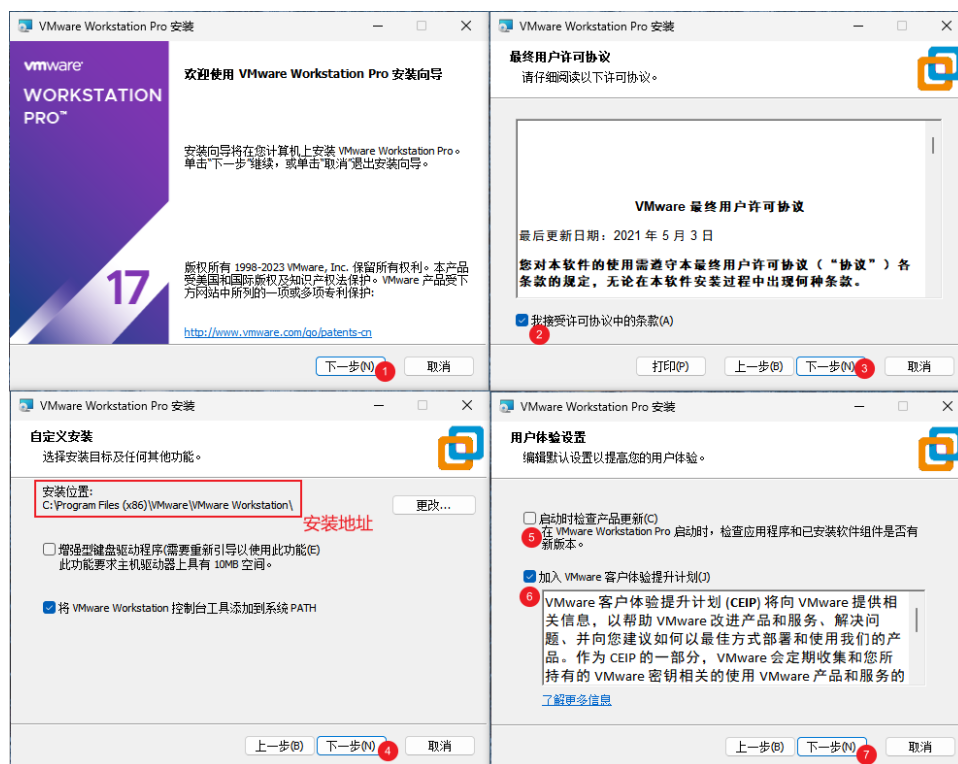 VMware Workstation Pro 安装
vmware
WORKSTATION
PRO™
17
欢迎使用 VMware Workstation Pro 安装向导
安装向导将在您计算机上安装 VMware Workstation Pro。
单击“下一步”继续，或单击“取消”退出安装向导。
版权所有 1998-2023 VMware, Inc. 保留所有权利。本产品
受美国和国际版权及知识产权法保护。VMware 产品受下
方网站中所列的一项或多项专利保护:
http://www.vmware.com/go/patents-cn
下一步(N)
1
取消
VMware Workstation Pro 安装
最终用户许可协议
请仔细阅读以下许可协议。
VMware 最终用户许可协议
最后更新日期：2021 年 5 月 3 日
您对本软件的使用需遵守本最终用户许可协议（“协议”）各
条款的规定，无论在本软件安装过程中出现何种条款。
我接受许可协议中的条款(A)
2
打印(P)
上一步(B)
下一步(N)
3
取消
VMware Workstation Pro 安装
自定义安装
选择安装目标及任何其他功能。
安装位置:
C:\Program Files (x86)\VMware\VMware Workstation\
更改...
安装地址
增强型键盘驱动程序(需要重新引导以使用此功能(E)
此功能要求主机驱动器上具有 10MB 空间。
将 VMware Workstation 控制台工具添加到系统 PATH
上一步(B)
下一步(N)
4
取消
VMware Workstation Pro 安装
用户体验设置
编辑默认设置以提高您的用户体验。
启动时检查产品更新(C)
5
在 VMware Workstation Pro 启动时，检查应用程序和已安装软件组件是否有
新版本。
加入 VMware 客户体验提升计划(J)
6
VMware 客户体验提升计划 (CEIP) 将向 VMware 提供相
关信息，以帮助 VMware 改进产品和服务、解决问
题、并向您建议如何以最佳方式部署和使用我们的产
品。作为 CEIP 的一部分，VMware 会定期收集和您所
持有的 VMware 密钥相关的使用 VMware 产品和服务的
了解更多信息
上一步(B)
下一步(N)
7
取消